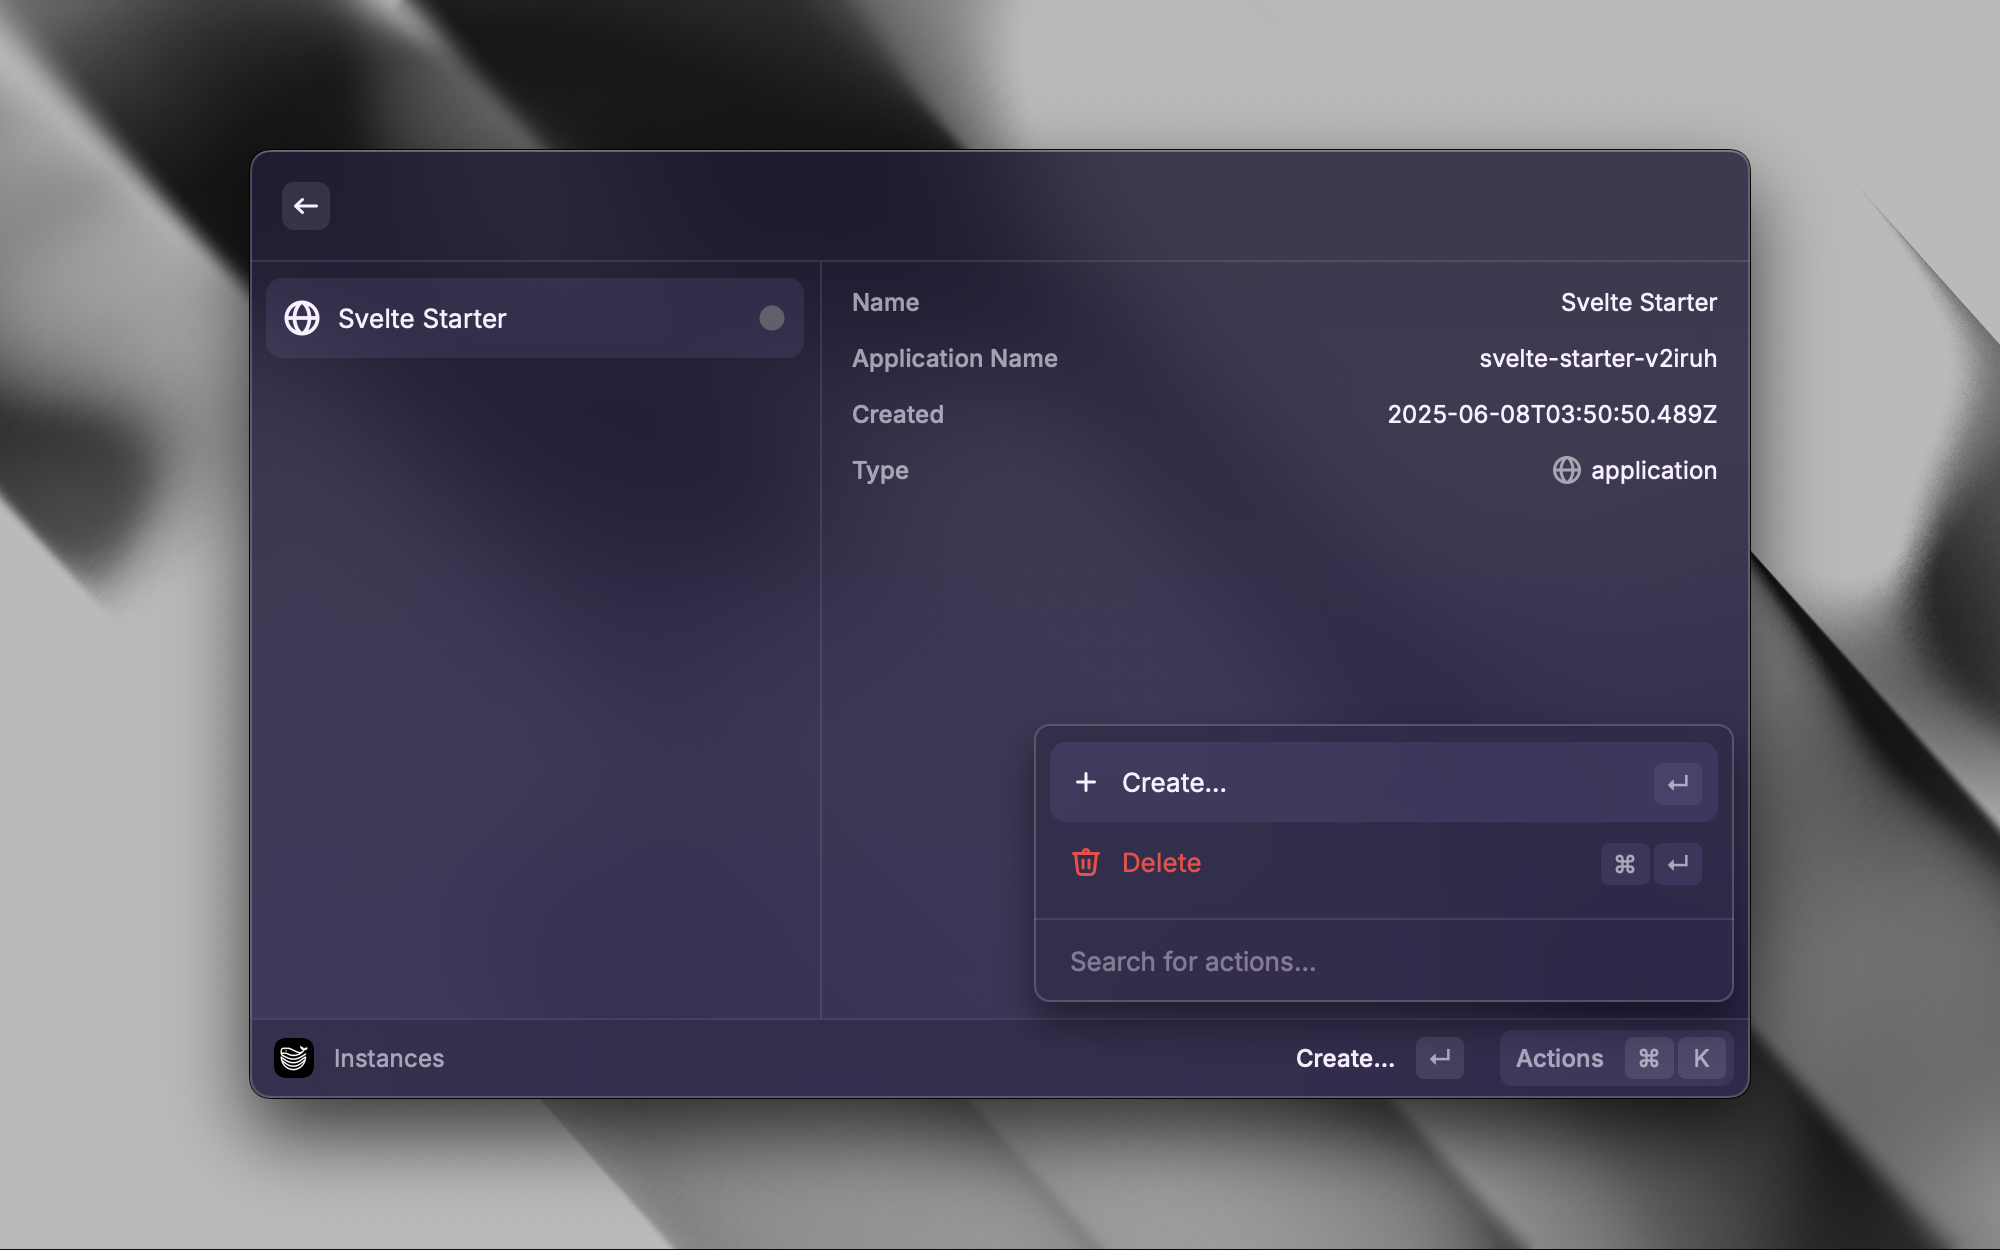 Svelte Starter
Name Svelte Starter
Application Name svelte-starter-v2iruh
Created 2025-06-08T03:50:50.489Z
Type application
Create... ↵
Delete ⌘ ↵
Search for actions...
Instances
Create... ↵ Actions ⌘ K